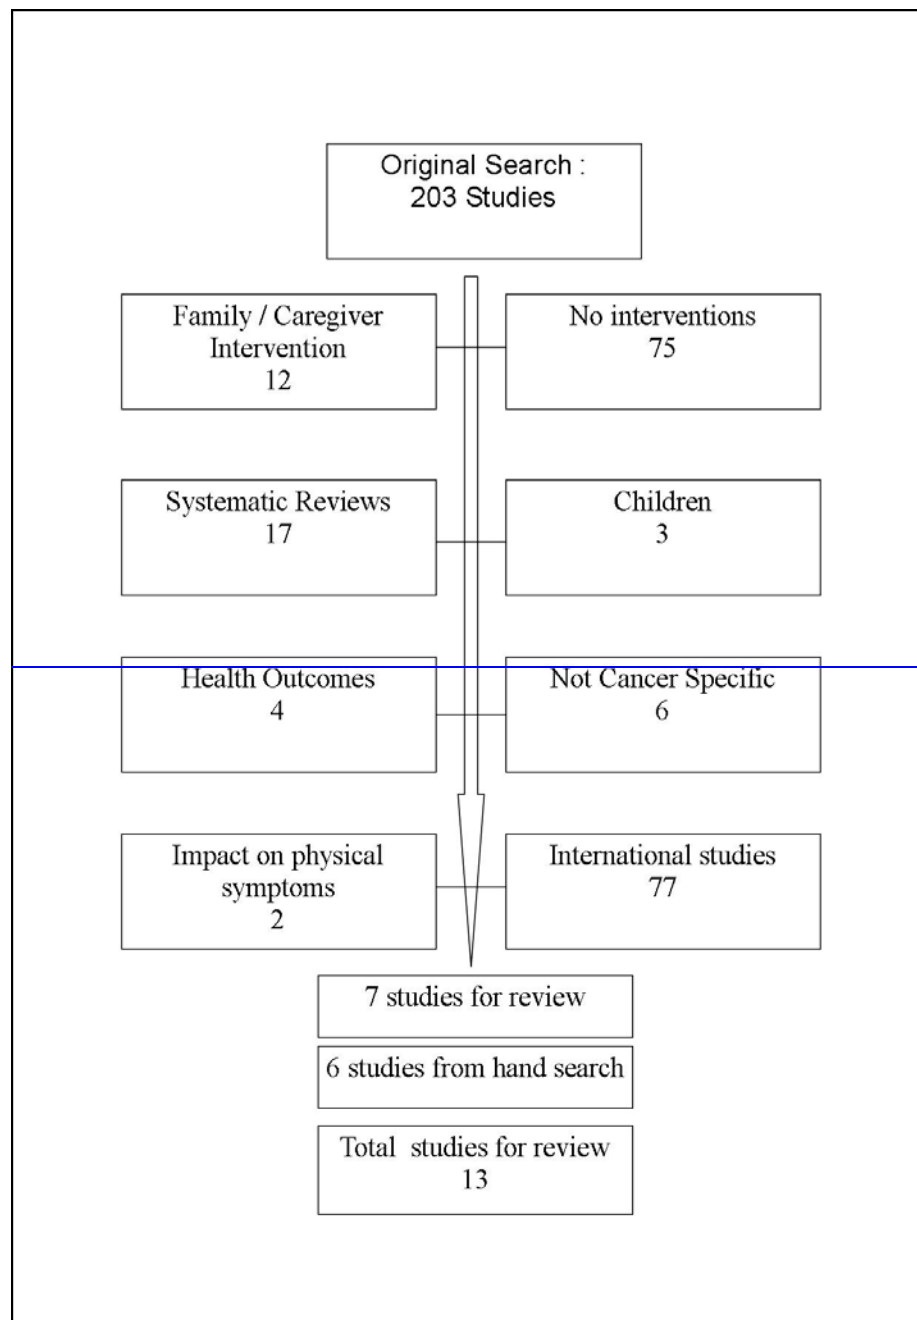 Original Search :
203 Studies
Family / Caregiver
Intervention
12
No interventions
75
Systematic Reviews
17
Children
3
Health Outcomes
4
Not Cancer Specific
6
Impact on physical
symptoms
2
International studies
77
7 studies for review
6 studies from hand search
Total studies for review
13